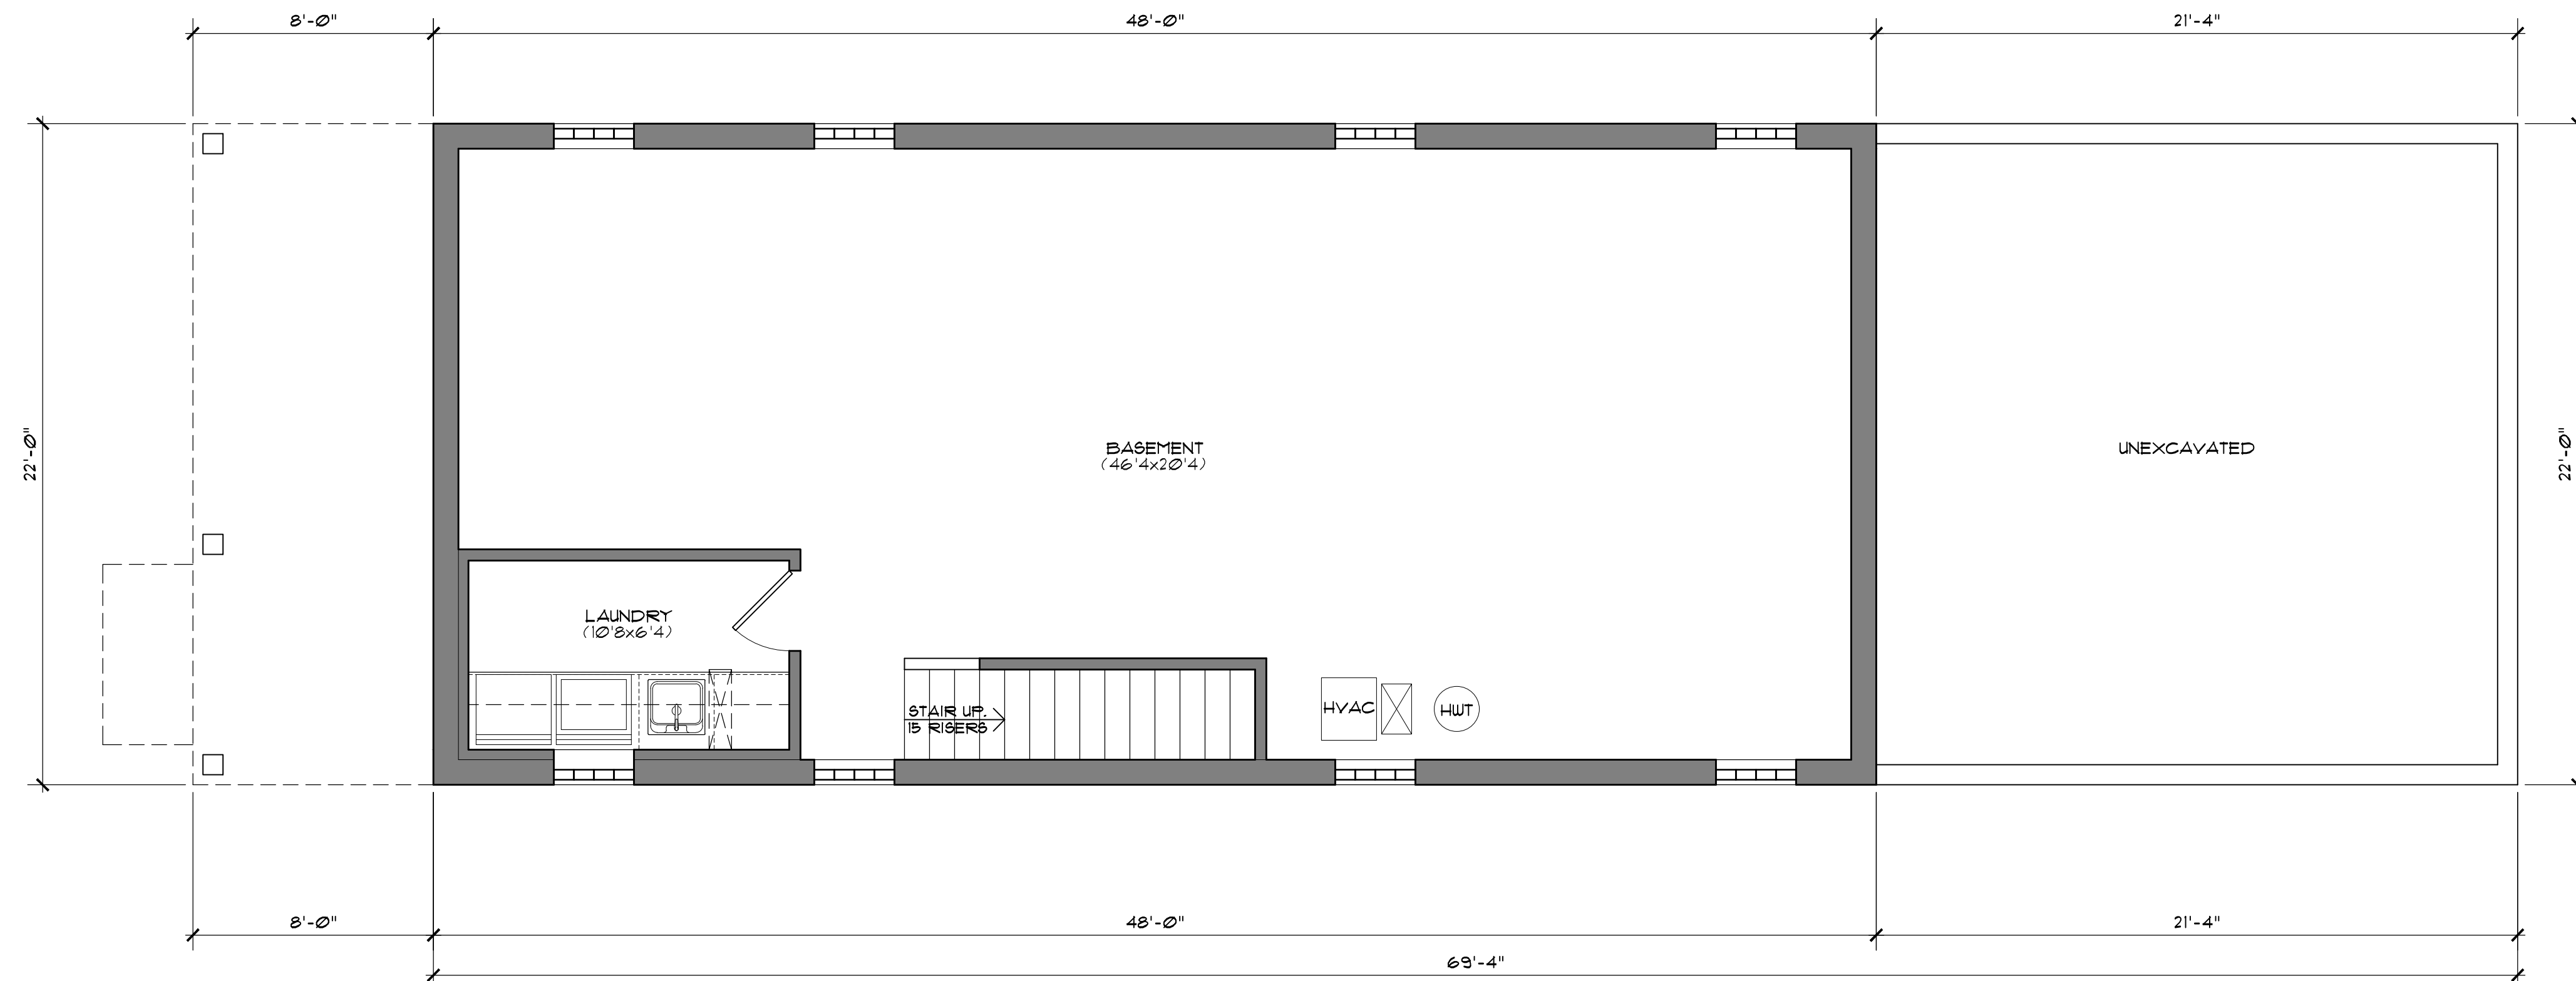 8'-0"
48'-0"
21'-4"
22'-0"
22'-0"
BASEMENT
(46'4x20'4)
UNEXCAVATED
LAUNDRY
(10'8x6'4)
STAIR UP.
15 RISERS
HVAC
HWT
8'-0"
48'-0"
21'-4"
69'-4"